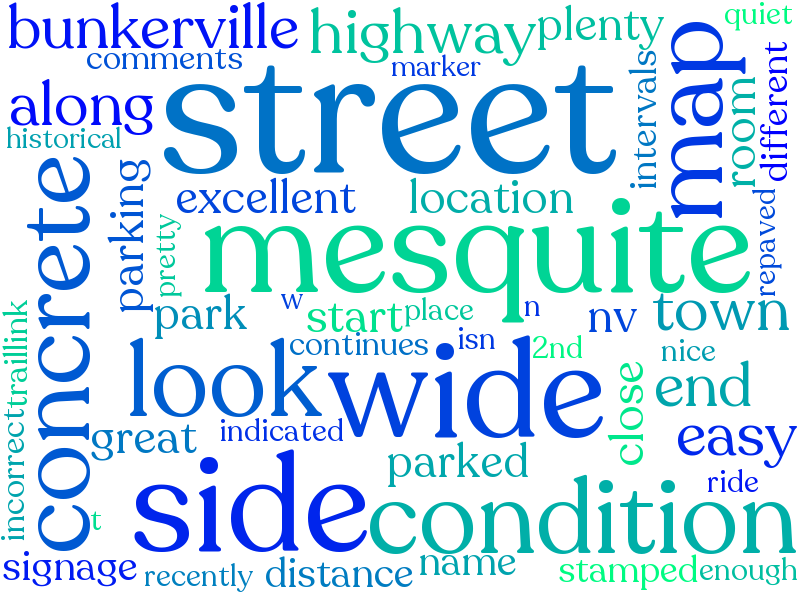 bunkerville
highway
plenty
quiet
comments
marker
street
map
intervals
room
different
along
historical
concrete
parking
excellent
location
pretty
mesquite
repaved
park
w
start
place
n
nv
town
continues
isn
2nd
nice
traillink
look
wide
close
end
great
indicated
easy
incorrect
parked
ride
side
condition
t
signage
recently
distance
name
stamped
enough